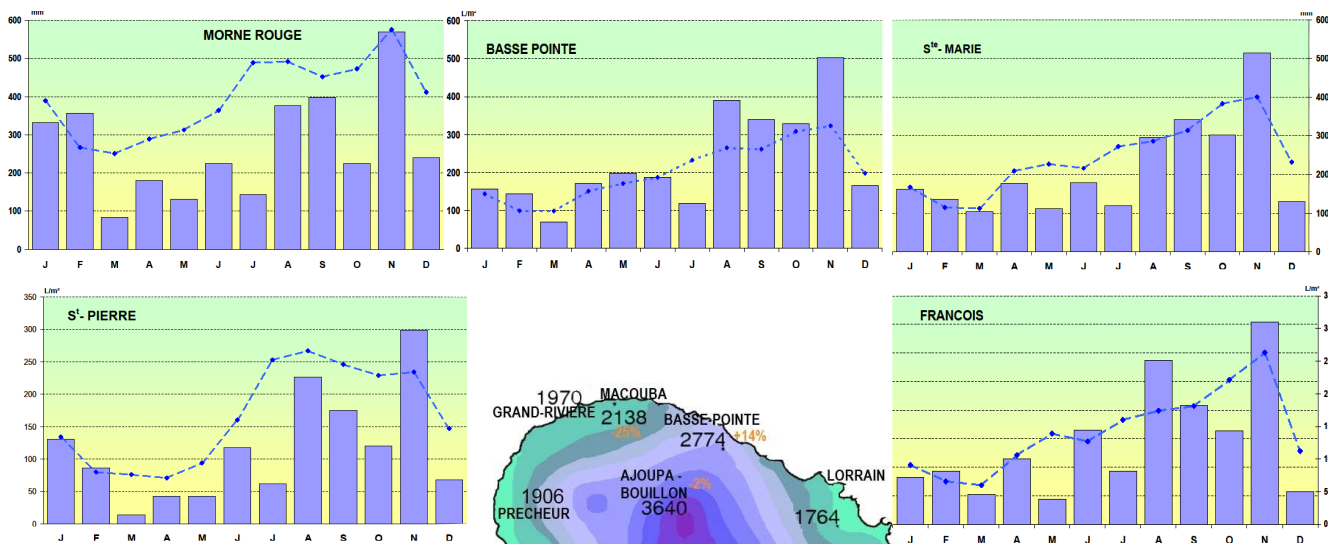 mm
MORNE ROUGE
600
500
400
300
200
100
0
J F M A M J J A S O N D
L/m²
BASSE POINTE
600
500
400
300
200
100
0
J F M A M J J A S O N D
mm
Sᵗᵉ- MARIE
600
500
400
300
200
100
0
J F M A M J J A S O N D
L/m²
Sᵗ- PIERRE
350
300
250
200
150
100
50
0
J F M A M J J A S O N D
1970 MACOUBA
GRAND-RIVIERE 2138 BASSE-POINTE
-25% 2774 +14%
AJOUPA - LORRAIN
BOUILLON -2%
1906 3640 1764
PRECHEUR
L/m²
FRANCOIS
J F M A M J J A S O N D